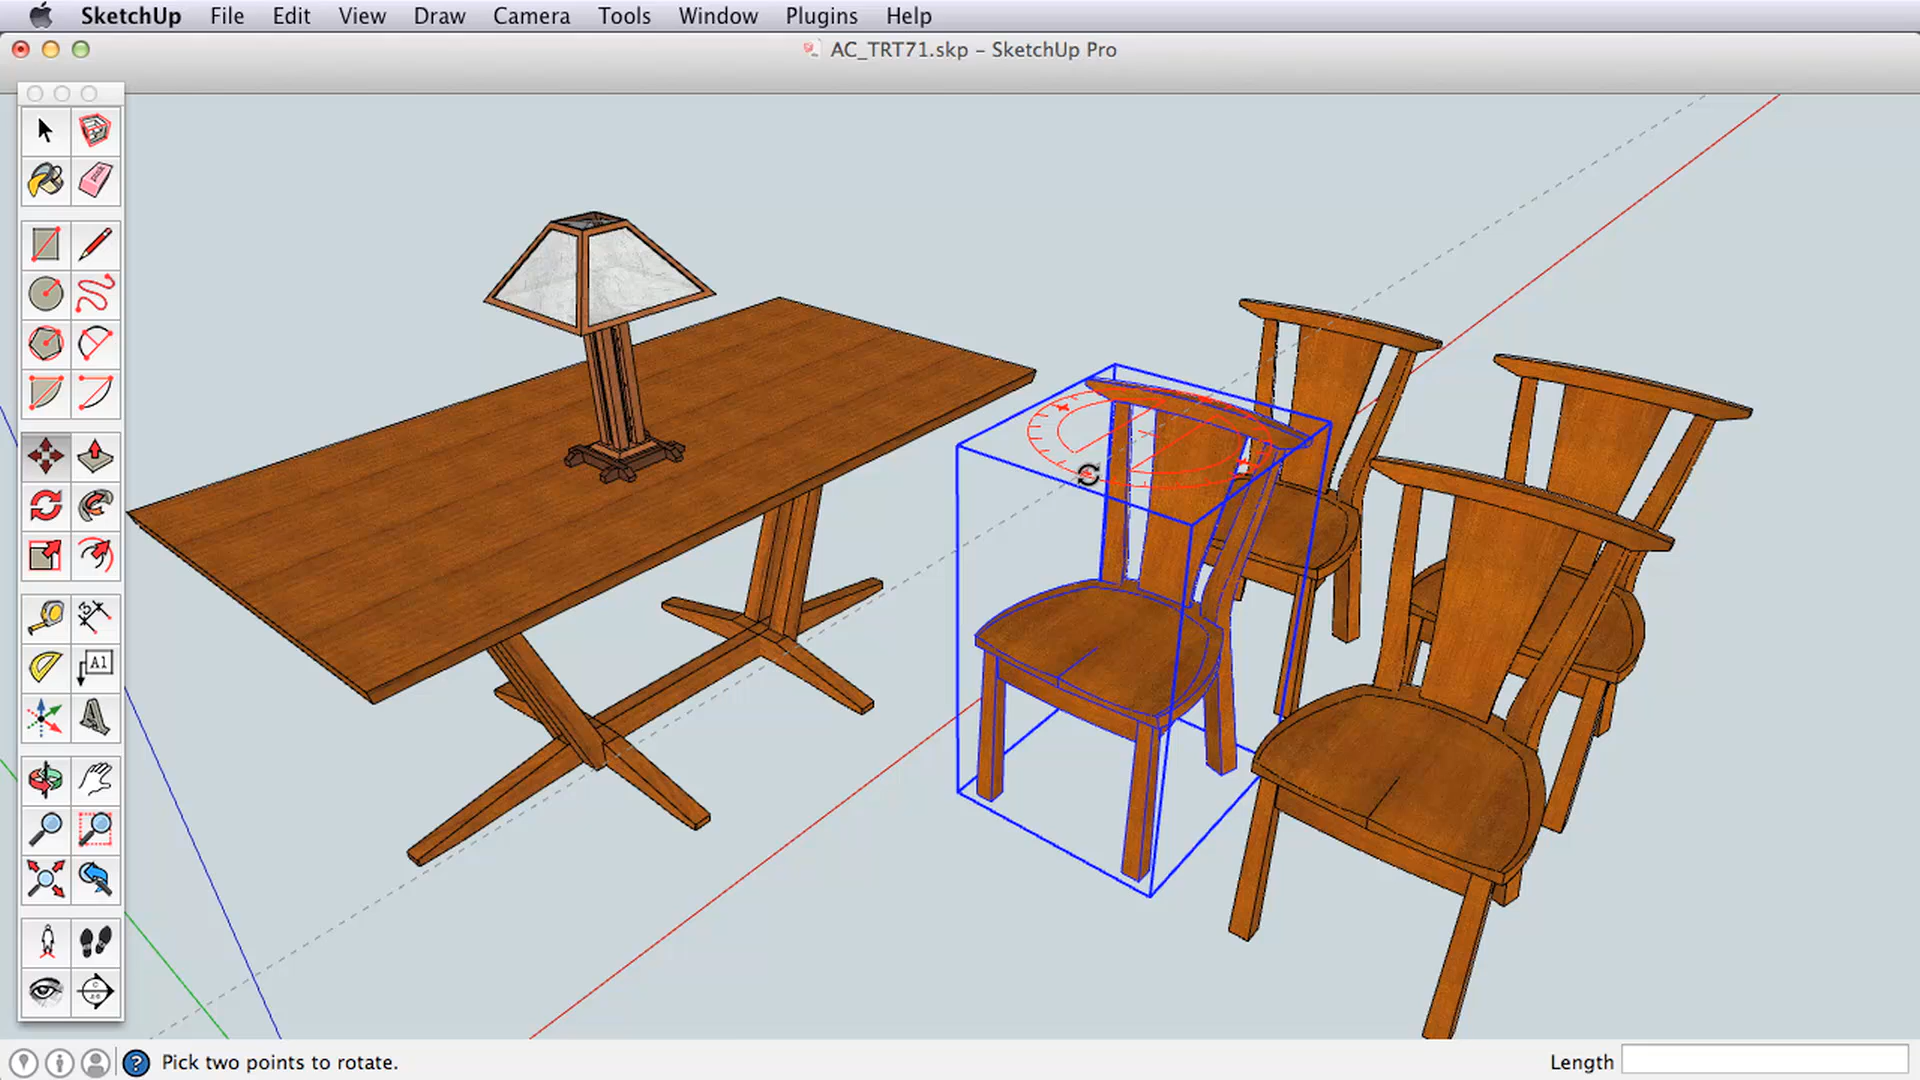 SketchUp File Edit View Draw Camera Tools Window Plugins Help
AC_TRT71.skp – SketchUp Pro
A1
? Pick two points to rotate. Length